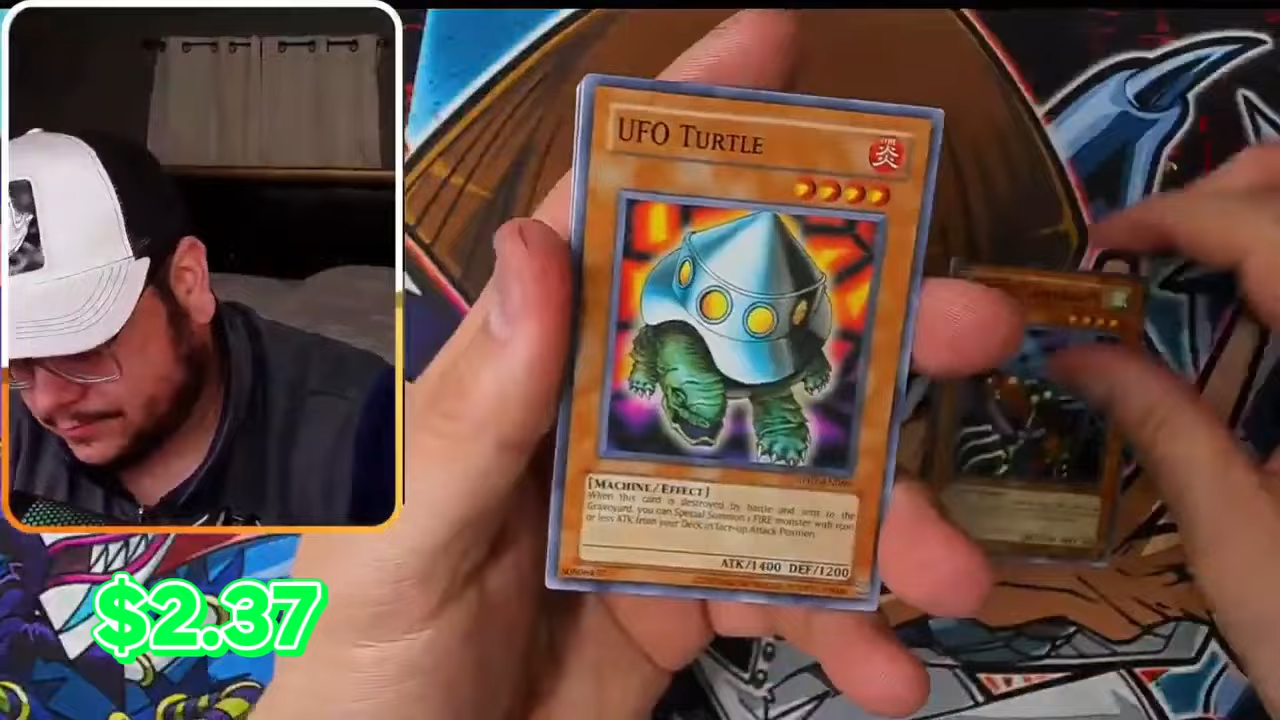 UFO TURTLE
炎
[MACHINE/EFFECT]
When this card is destroyed by battle and sent to the
Graveyard, you can Special Summon 1 FIRE monster with 1500
or less ATK from your Deck in face-up Attack Position.
ATK/1400 DEF/1200
$2.37